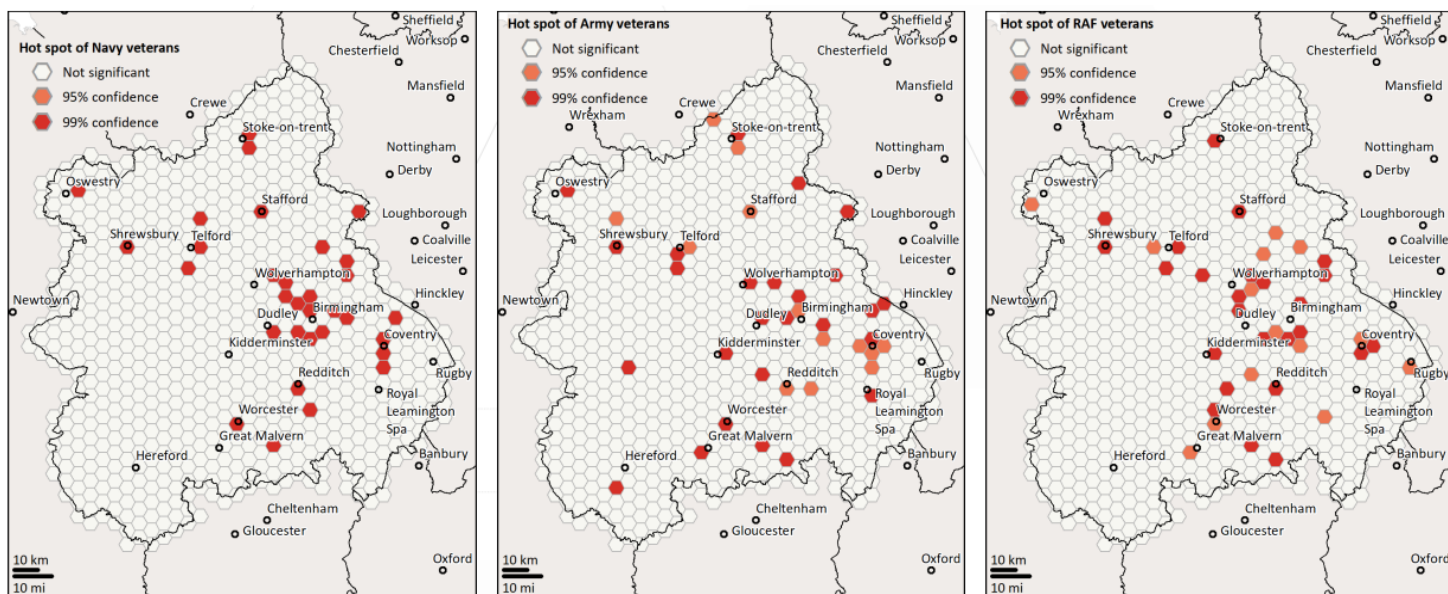 Hot spot of Navy veterans
Not significant
95% confidence
99% confidence
Sheffield
Worksop
Chesterfield
Mansfield
Crewe
Stoke-on-trent
Nottingham
Derby
Oswestry
Stafford
Loughborough
Shrewsbury
Telford
Coalville
Leicester
Wolverhampton
Newtown
Hinckley
Birmingham
Dudley
Coventry
Kidderminster
Rugby
Redditch
Royal
Leamington
Spa
Worcester
Great Malvern
Hereford
Banbury
Cheltenham
Gloucester
Oxford
10 km
10 mi
Hot spot of Army veterans
Not significant
95% confidence
99% confidence
Sheffield
Worksop
Chesterfield
Mansfield
Crewe
Wrexham
Stoke-on-trent
Nottingham
Derby
Oswestry
Stafford
Loughborough
Shrewsbury
Telford
Coalville
Leicester
Wolverhampton
Newtown
Hinckley
Birmingham
Dudley
Coventry
Kidderminster
Rugby
Redditch
Royal
Leamington
Spa
Worcester
Great Malvern
Hereford
Banbury
Cheltenham
Gloucester
Oxford
10 km
10 mi
Hot spot of RAF veterans
Not significant
95% confidence
99% confidence
Sheffield
Worksop
Chesterfield
Mansfield
Crewe
Wrexham
Stoke-on-trent
Nottingham
Derby
Oswestry
Stafford
Loughborough
Shrewsbury
Telford
Coalville
Leicester
Wolverhampton
Newtown
Hinckley
Birmingham
Dudley
Coventry
Kidderminster
Rugby
Redditch
Royal
Leamington
Spa
Worcester
Great Malvern
Hereford
Banbury
Cheltenham
Gloucester
Oxford
10 km
10 mi